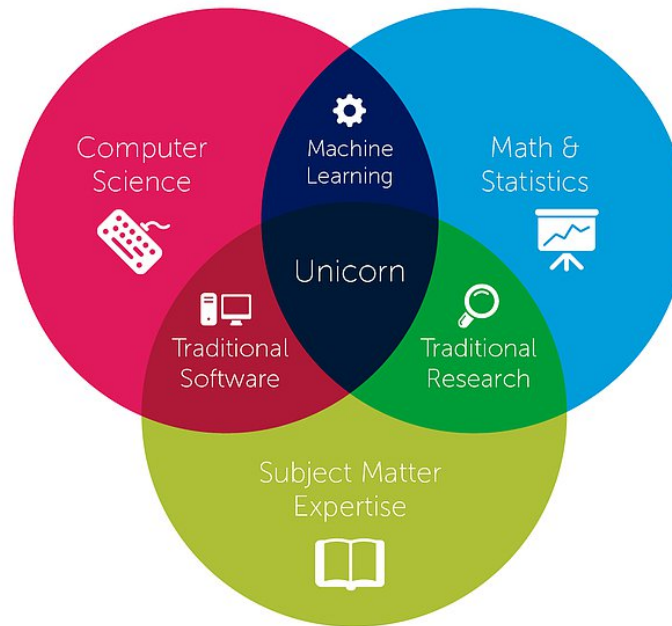 Computer
Science
Machine
Learning
Math &
Statistics
Unicorn
Traditional
Software
Traditional
Research
Subject Matter
Expertise